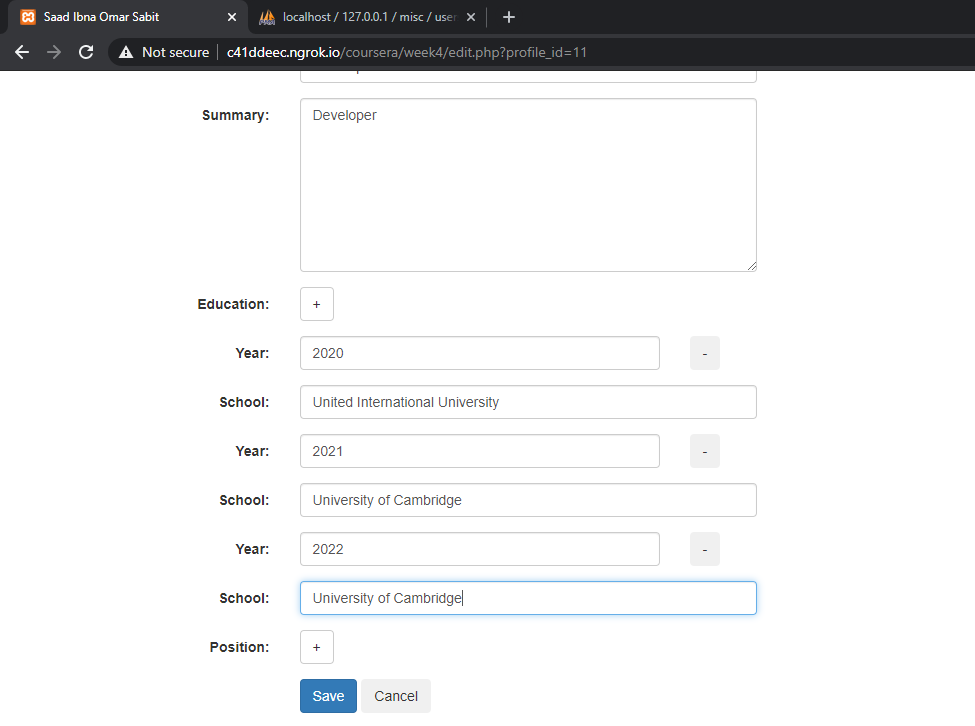 Saad Ibna Omar Sabit
localhost / 127.0.0.1 / misc / user
Not secure c41ddeec.ngrok.io/coursera/week4/edit.php?profile_id=11
Summary: Developer
Education: +
Year: 2020 -
School: United International University
Year: 2021 -
School: University of Cambridge
Year: 2022 -
School: University of Cambridge
Position: +
Save Cancel